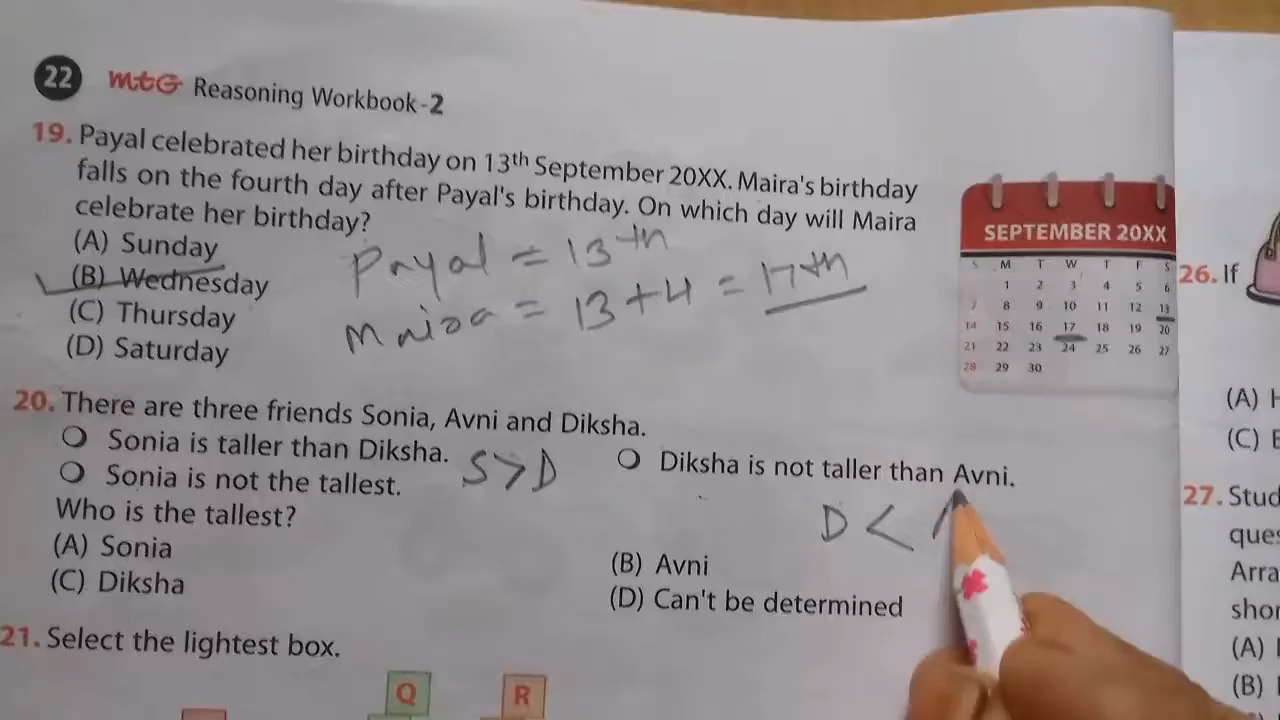 22 mtG Reasoning Workbook-2
19. Payal celebrated her birthday on 13th September 20XX. Maira's birthday
falls on the fourth day after Payal's birthday. On which day will Maira
celebrate her birthday?
(A) Sunday
(B) Wednesday
(C) Thursday
(D) Saturday
Payal = 13th
Maira = 13+4 = 17th
SEPTEMBER 20XX
S M T W T F S
1 2 3 4 5 6
7 8 9 10 11 12 13
14 15 16 17 18 19 20
21 22 23 24 25 26 27
28 29 30
20. There are three friends Sonia, Avni and Diksha.
Sonia is taller than Diksha. S>D
Diksha is not taller than Avni.
D <
Sonia is not the tallest.
Who is the tallest?
(A) Sonia
(B) Avni
(C) Diksha
(D) Can't be determined
21. Select the lightest box.
Q R
26. If
(A)
(C)
27. Stud
ques
Arra
shor
(A)
(B)